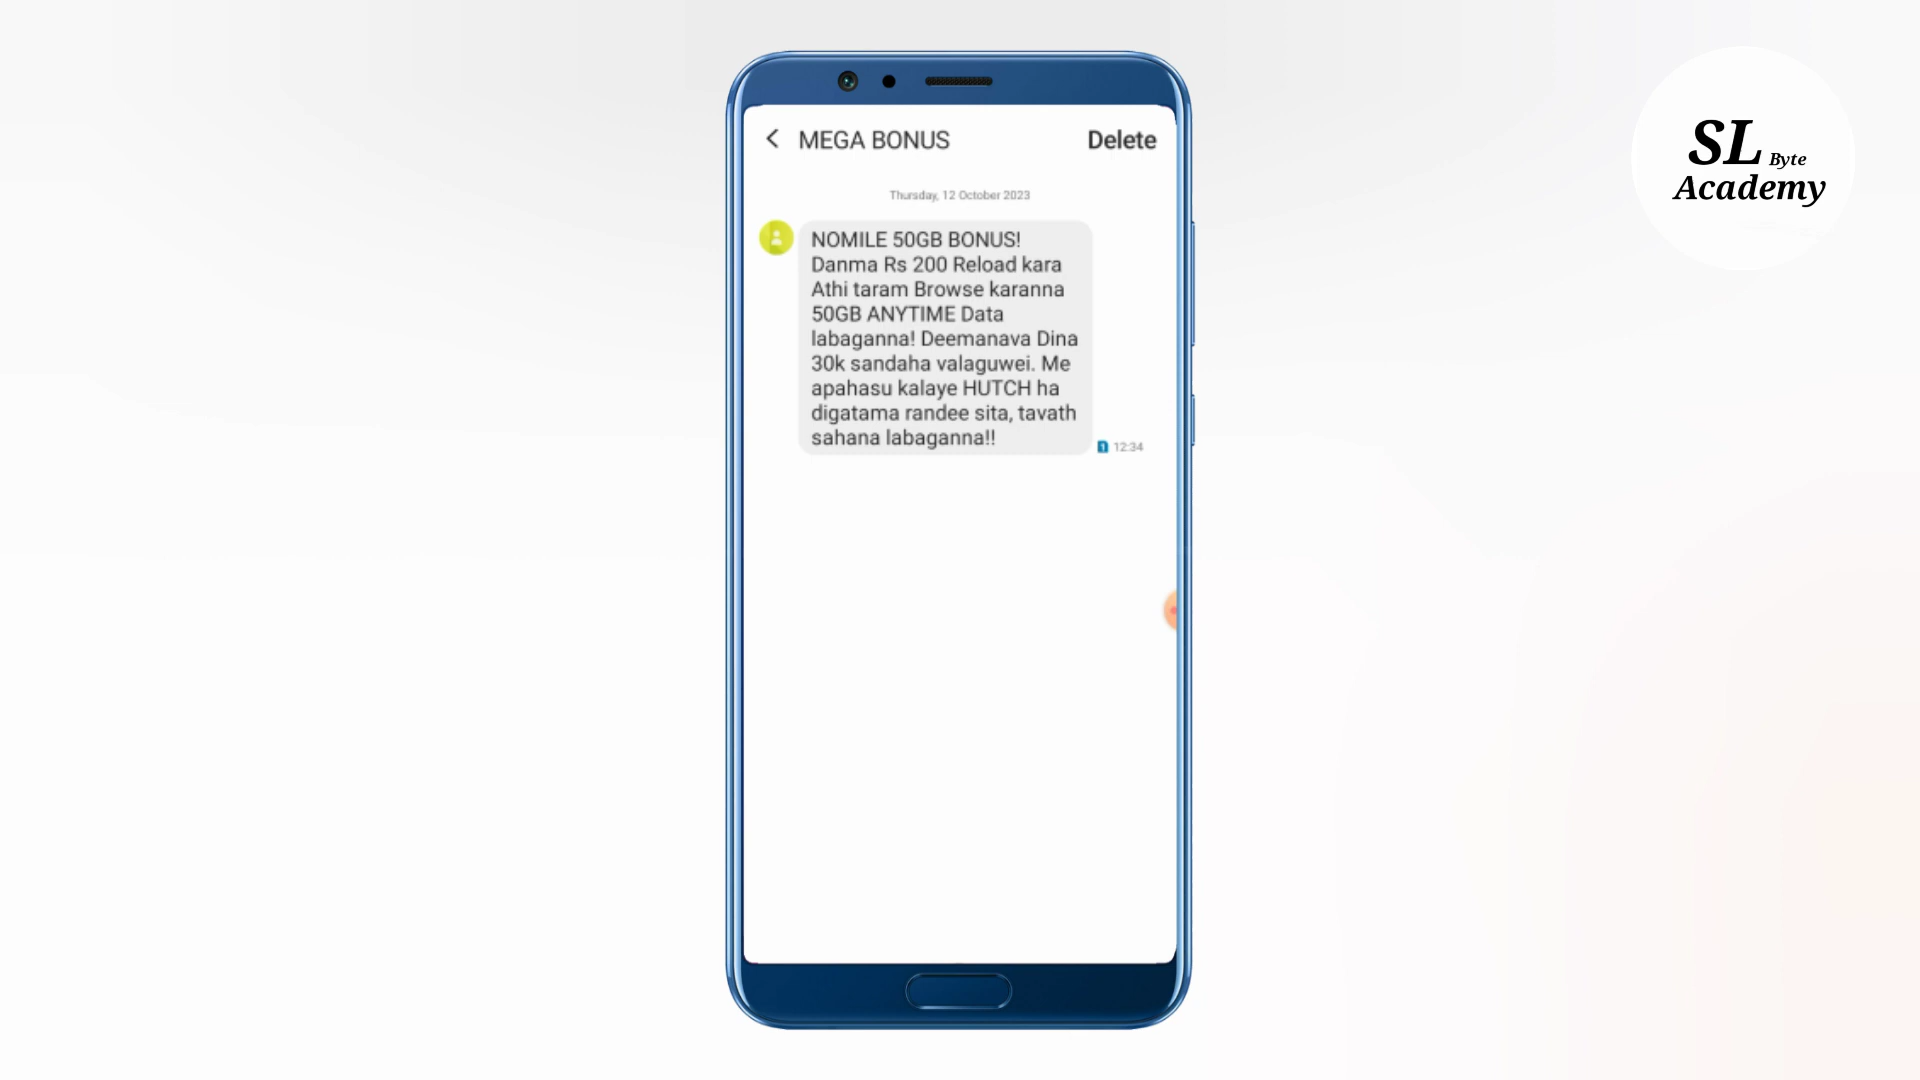 SL Byte
Academy
MEGA BONUS Delete
Thursday, 12 October 2023
NOMILE 50GB BONUS!
Danma Rs 200 Reload kara
Athi taram Browse karanna
50GB ANYTIME Data
labaganna! Deemanava Dina
30k sandaha valaguwei. Me
apahasu kalaye HUTCH ha
digatama randee sita, tavath
sahana labaganna!!
1 12:34